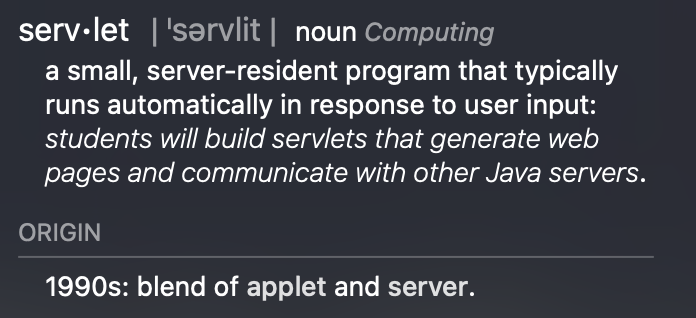 serv·let | ˈsərvlit | noun Computing
a small, server-resident program that typically
runs automatically in response to user input:
students will build servlets that generate web
pages and communicate with other Java servers.
ORIGIN
1990s: blend of applet and server.